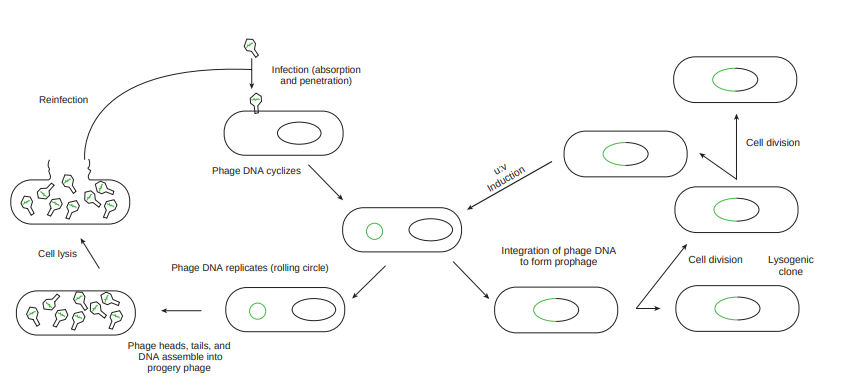 Infection (absorption
and penetration)
Reinfection
Phage DNA cyclizes
u:v
Induction
Cell division
Integration of phage DNA
to form prophage
Cell division
Lysogenic
clone
Cell lysis
Phage DNA replicates (rolling circle)
Phage heads, tails, and
DNA assemble into
progery phage